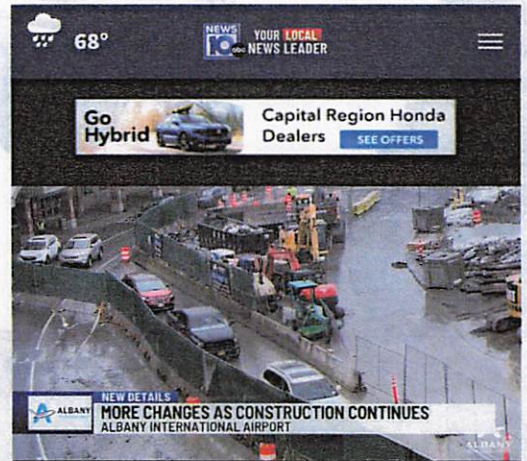 68°
NEWS
10
abc
YOUR LOCAL
NEWS LEADER
Go
Hybrid
Capital Region Honda
Dealers
SEE OFFERS
NEW DETAILS
ALBANY
MORE CHANGES AS CONSTRUCTION CONTINUES
ALBANY INTERNATIONAL AIRPORT
ALBANY